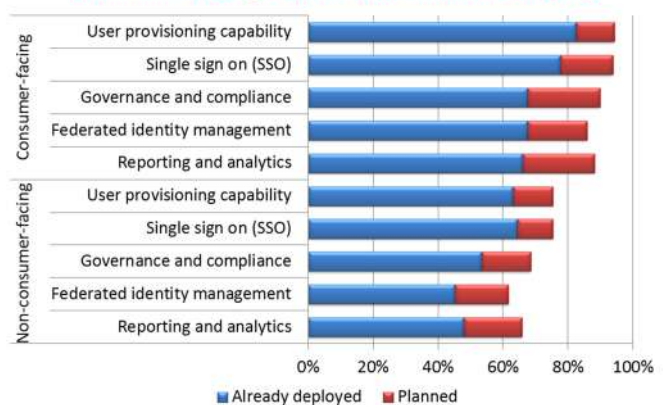 Consumer-facing
User provisioning capability
Single sign on (SSO)
Governance and compliance
Federated identity management
Reporting and analytics
Non-consumer-facing
User provisioning capability
Single sign on (SSO)
Governance and compliance
Federated identity management
Reporting and analytics
0% 20% 40% 60% 80% 100%
Already deployed Planned